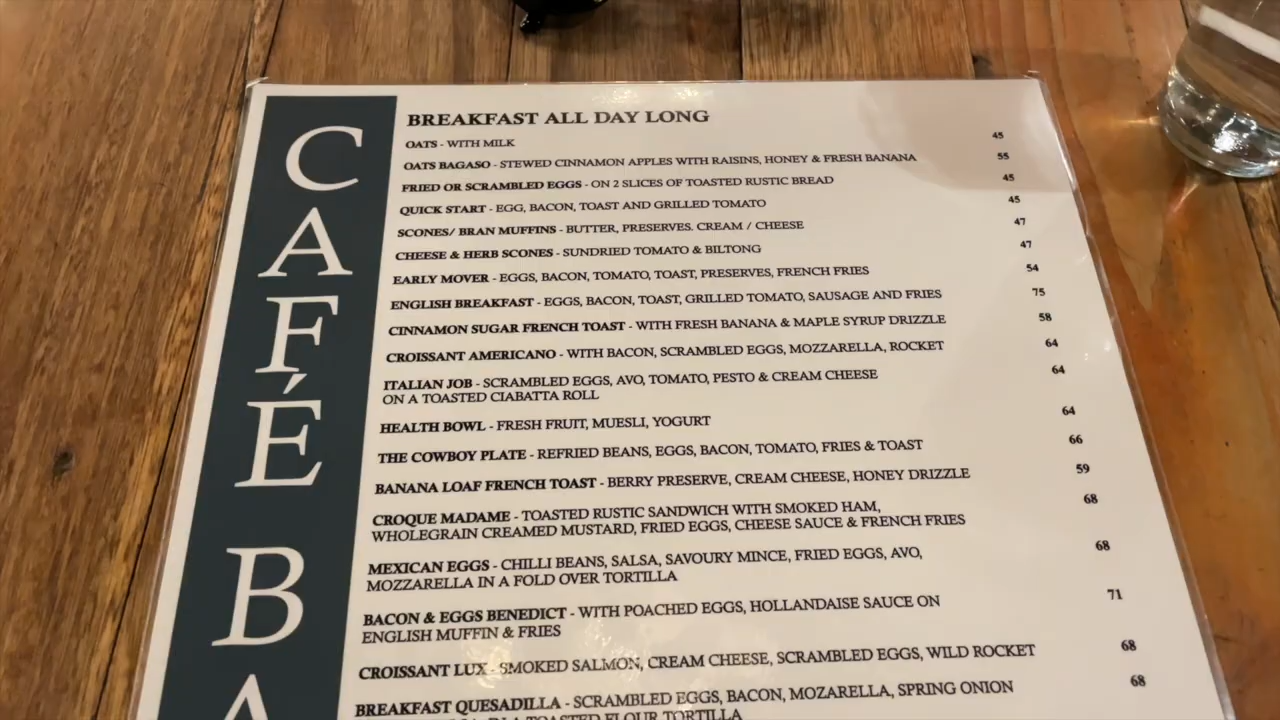 CAFÉ BA
BREAKFAST ALL DAY LONG
OATS - WITH MILK 45
OATS BAGASO - STEWED CINNAMON APPLES WITH RAISINS, HONEY & FRESH BANANA 55
FRIED OR SCRAMBLED EGGS - ON 2 SLICES OF TOASTED RUSTIC BREAD 45
QUICK START - EGG, BACON, TOAST AND GRILLED TOMATO 45
SCONES/ BRAN MUFFINS - BUTTER, PRESERVES. CREAM / CHEESE 47
CHEESE & HERB SCONES - SUNDRIED TOMATO & BILTONG 47
EARLY MOVER - EGGS, BACON, TOMATO, TOAST, PRESERVES, FRENCH FRIES 54
ENGLISH BREAKFAST - EGGS, BACON, TOAST, GRILLED TOMATO, SAUSAGE AND FRIES 75
CINNAMON SUGAR FRENCH TOAST - WITH FRESH BANANA & MAPLE SYRUP DRIZZLE 58
CROISSANT AMERICANO - WITH BACON, SCRAMBLED EGGS, MOZZARELLA, ROCKET 64
ITALIAN JOB - SCRAMBLED EGGS, AVO, TOMATO, PESTO & CREAM CHEESE 64
ON A TOASTED CIABATTA ROLL
HEALTH BOWL - FRESH FRUIT, MUESLI, YOGURT 64
THE COWBOY PLATE - REFRIED BEANS, EGGS, BACON, TOMATO, FRIES & TOAST 66
BANANA LOAF FRENCH TOAST - BERRY PRESERVE, CREAM CHEESE, HONEY DRIZZLE 59
CROQUE MADAME - TOASTED RUSTIC SANDWICH WITH SMOKED HAM, 68
WHOLEGRAIN CREAMED MUSTARD, FRIED EGGS, CHEESE SAUCE & FRENCH FRIES
MEXICAN EGGS - CHILLI BEANS, SALSA, SAVOURY MINCE, FRIED EGGS, AVO, 68
MOZZARELLA IN A FOLD OVER TORTILLA
BACON & EGGS BENEDICT - WITH POACHED EGGS, HOLLANDAISE SAUCE ON 71
ENGLISH MUFFIN & FRIES
CROISSANT LUX - SMOKED SALMON, CREAM CHEESE, SCRAMBLED EGGS, WILD ROCKET 68
BREAKFAST QUESADILLA - SCRAMBLED EGGS, BACON, MOZARELLA, SPRING ONION 68
TOASTED FLOUR TORTILLA